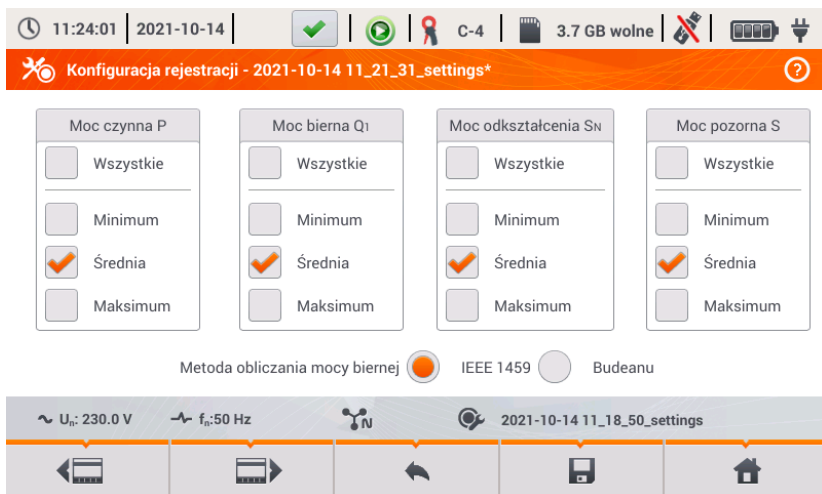 11:24:01 2021-10-14 C-4 3.7 GB wolne
Konfiguracja rejestracji - 2021-10-14 11_21_31_settings* ?
Moc czynna P
Wszystkie
Minimum
Średnia
Maksimum
Moc bierna Q1
Wszystkie
Minimum
Średnia
Maksimum
Moc odkształcenia SN
Wszystkie
Minimum
Średnia
Maksimum
Moc pozorna S
Wszystkie
Minimum
Średnia
Maksimum
Metoda obliczania mocy biernej IEEE 1459 Budeanu
Un: 230.0 V fn:50 Hz N 2021-10-14 11_18_50_settings